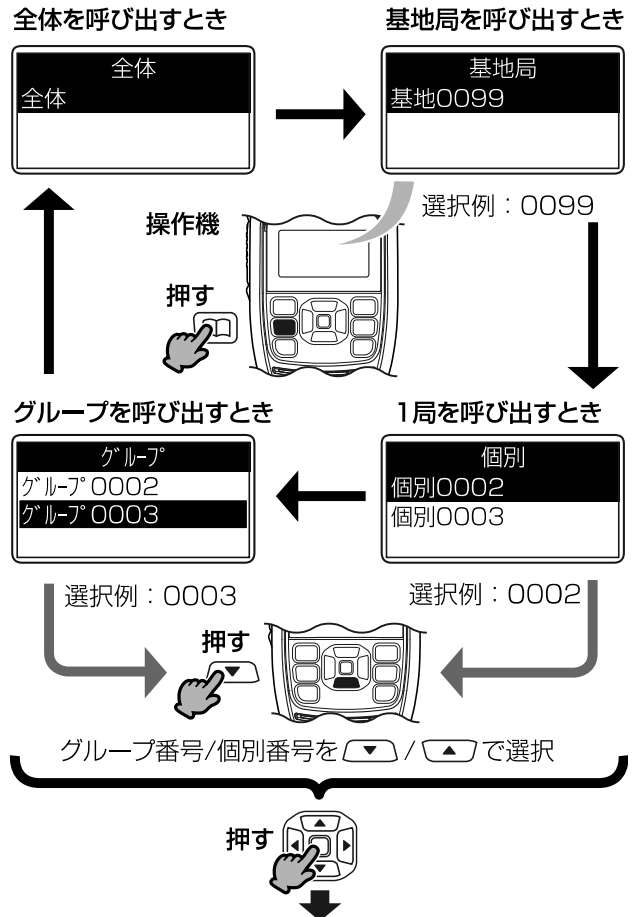 全体を呼び出すとき
基地局を呼び出すとき
全体
全体
基地局
基地0099
選択例：0099
操作機
押す
グループを呼び出すとき
1局を呼び出すとき
ｸﾞﾙｰﾌﾟ
ｸﾞﾙｰﾌﾟ0002
ｸﾞﾙｰﾌﾟ0003
個別
個別0002
個別0003
選択例：0003
選択例：0002
押す
グループ番号/個別番号を▼/▲で選択
押す